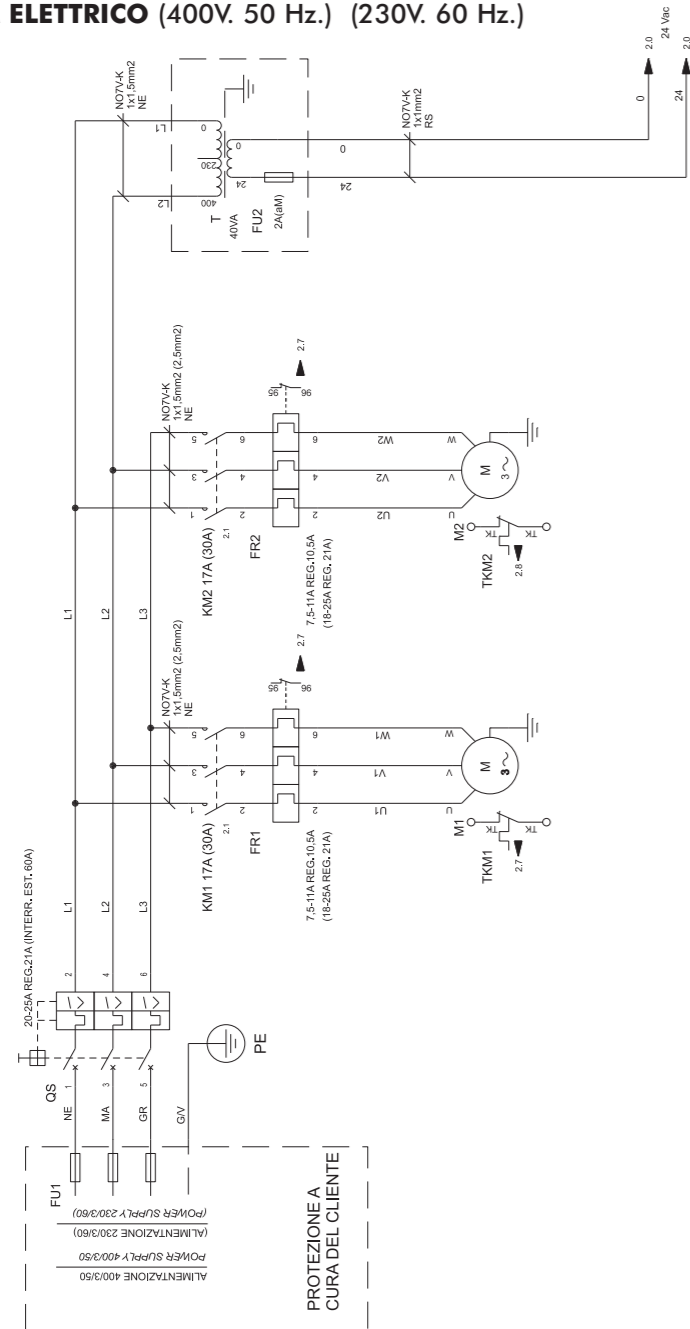 ELETTRICO (400V. 50 Hz.) (230V. 60 Hz.)
24 Vac
2.0
2.0
0
24
NO7V-K
1x1,5mm2
NE
L1
L2
0
230
400
0
24
T
40VA
FU2
2A(aM)
0
24
NO7V-K
1x1mm2
RS
NO7V-K
1x1,5mm2 (2,5mm2)
NE
1
3
5
2
4
6
KM2 17A (30A)
2.1
FR2
95
96
2.7
7,5-11A REG.10,5A
(18-25A REG. 21A)
2
4
6
U2
V2
W2
U
V
W
M
3~
M2
TK
TK
TKM2
2.8
L1
L2
L3
NO7V-K
1x1,5mm2 (2,5mm2)
NE
1
3
5
2
4
6
KM1 17A (30A)
2.1
FR1
95
96
2.7
7,5-11A REG.10,5A
(18-25A REG. 21A)
2
4
6
U1
V1
W1
U
V
W
M
3~
M1
TK
TK
TKM1
2.7
L1
L2
L3
20-25A REG.21A (INTERR. EST. 60A)
2
4
6
QS
1
3
5
NE
MA
GR
G/V
PE
FU1
(POWER SUPPLY 230/3/60)
(ALIMENTAZIONE 230/3/60)
POWER SUPPLY 400/3/50
ALIMENTAZIONE 400/3/50
PROTEZIONE A
CURA DEL CLIENTE